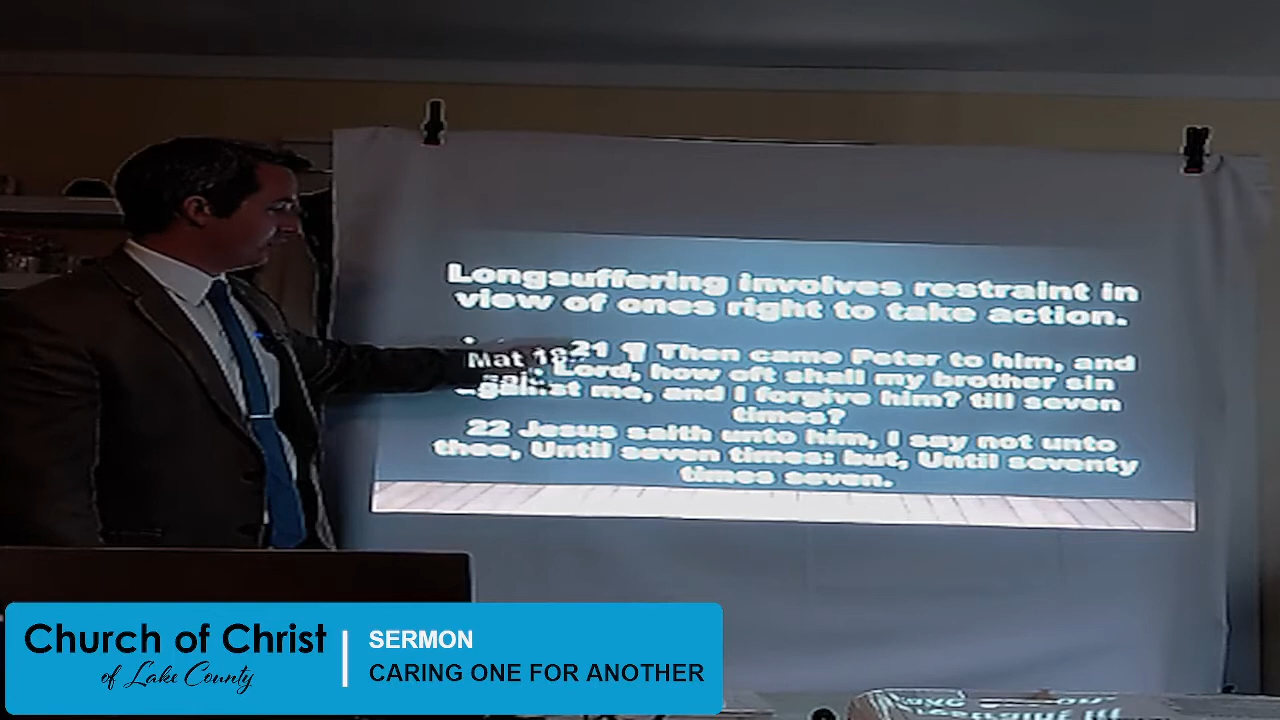 Longsuffering involves restraint in
view of ones right to take action.
Mat 18:21 ¶ Then came Peter to him, and
Lord, how oft shall my brother sin
against me, and I forgive him? till seven
times?
22 Jesus saith unto him, I say not unto
thee, Until seven times: but, Until seventy
times seven.
Church of Christ
of Lake County
SERMON
CARING ONE FOR ANOTHER